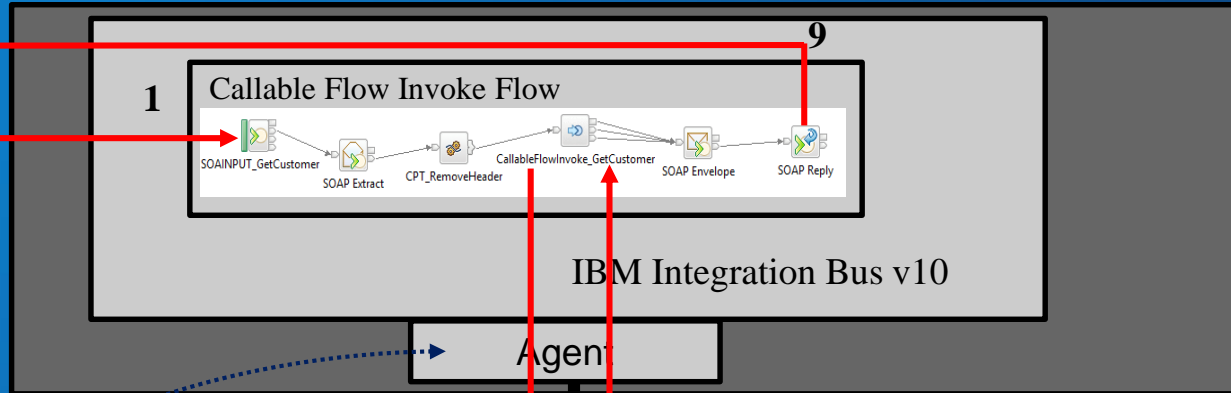 9
1
Callable Flow Invoke Flow
SOAINPUT_GetCustomer
SOAP Extract
CPT_RemoveHeader
CallableFlowInvoke_GetCustomer
SOAP Envelope
SOAP Reply
IBM Integration Bus v10
Agent